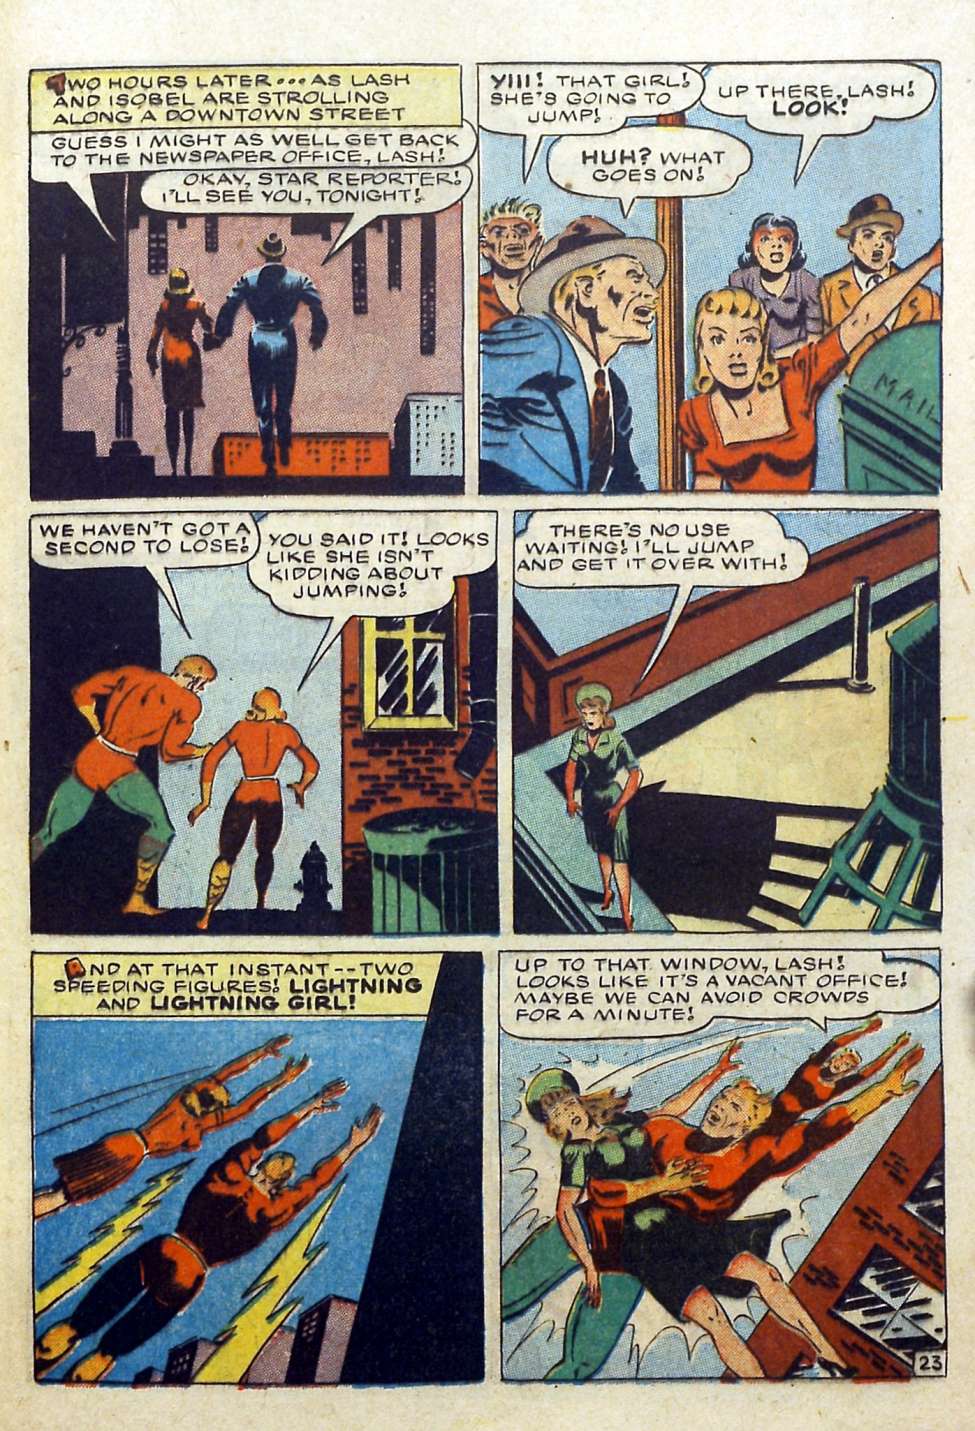 TWO HOURS LATER...AS LASH
AND ISOBEL ARE STROLLING
ALONG A DOWNTOWN STREET
GUESS I MIGHT AS WELL GET BACK
TO THE NEWSPAPER OFFICE, LASH!
OKAY, STAR REPORTER!
I'LL SEE YOU, TONIGHT!
YIII! THAT GIRL!
SHE'S GOING TO
JUMP!
HUH? WHAT
GOES ON!
UP THERE, LASH!
LOOK!
MAIL
WE HAVEN'T GOT A
SECOND TO LOSE!
YOU SAID IT! LOOKS
LIKE SHE ISN'T
KIDDING ABOUT
JUMPING!
THERE'S NO USE
WAITING! I'LL JUMP
AND GET IT OVER WITH!
AND AT THAT INSTANT--TWO
SPEEDING FIGURES! LIGHTNING
AND LIGHTNING GIRL!
UP TO THAT WINDOW, LASH!
LOOKS LIKE IT'S A VACANT OFFICE!
MAYBE WE CAN AVOID CROWDS
FOR A MINUTE!
23